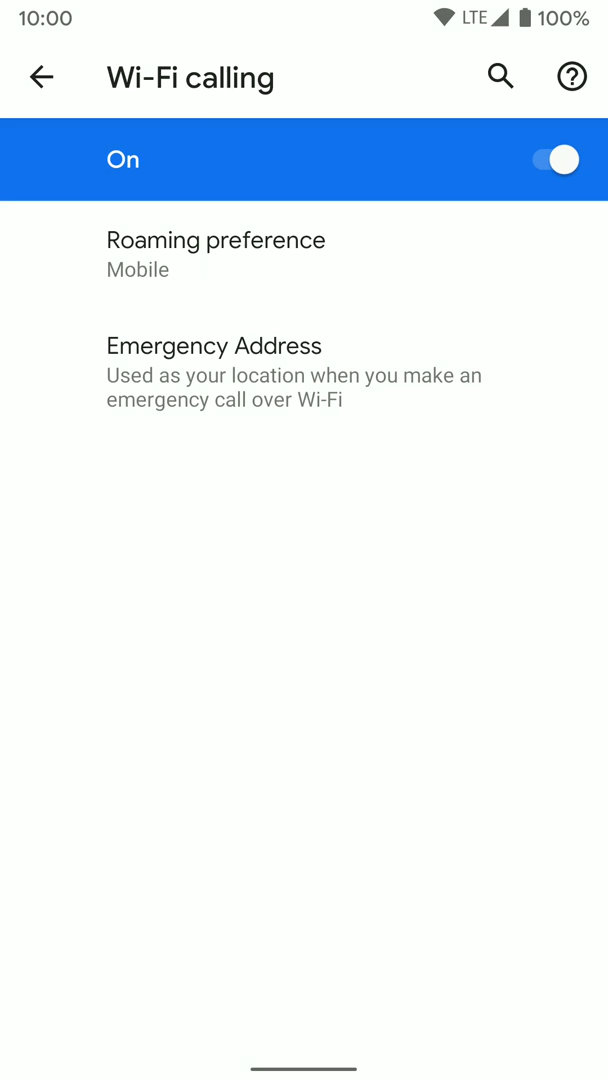 10:00 LTE 100%
Wi-Fi calling
On
Roaming preference
Mobile
Emergency Address
Used as your location when you make an
emergency call over Wi-Fi